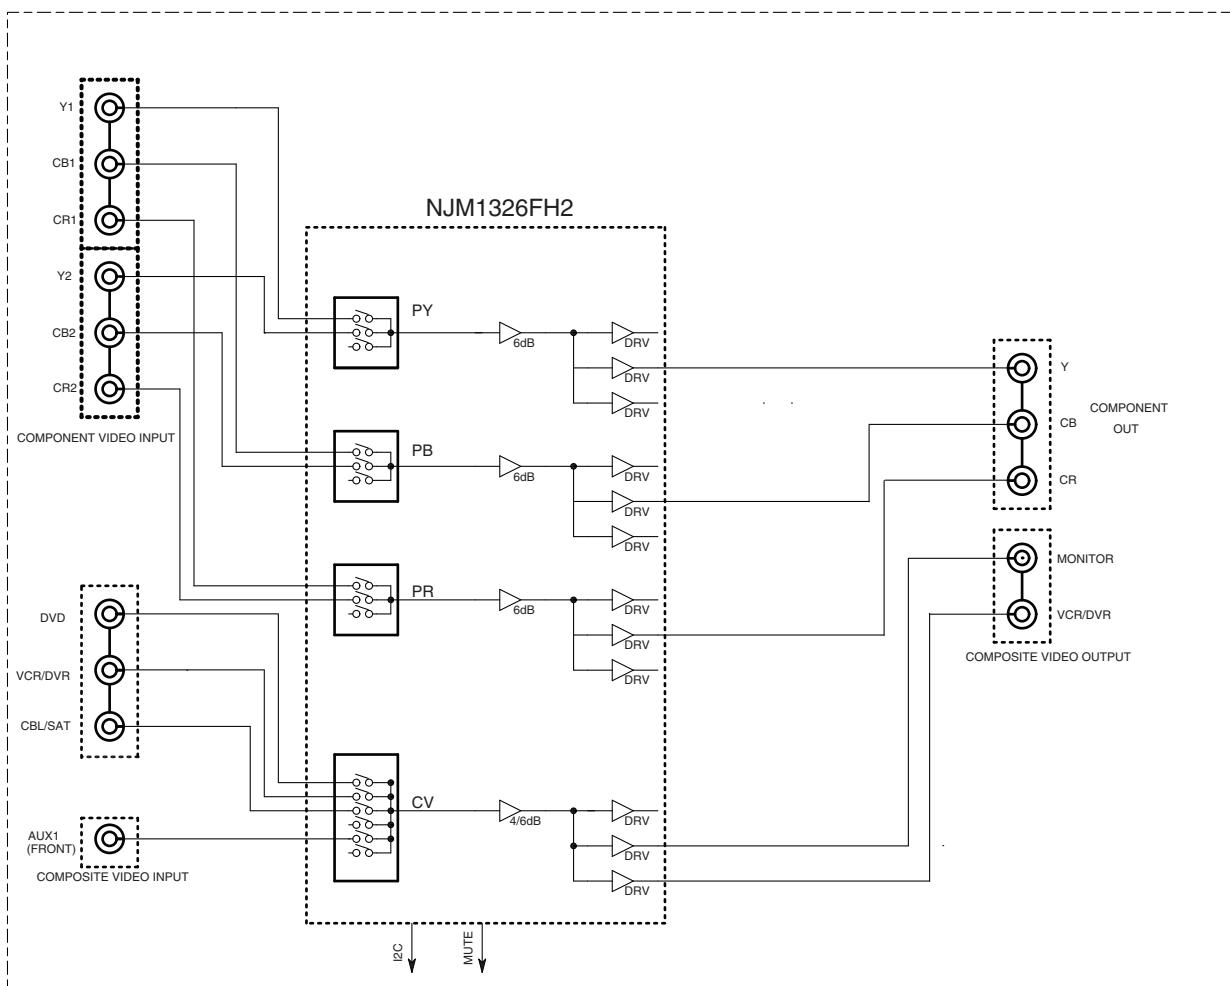 Y1
CB1
CR1
Y2
CB2
CR2
COMPONENT VIDEO INPUT
DVD
VCR/DVR
CBL/SAT
AUX1
(FRONT)
COMPOSITE VIDEO INPUT
NJM1326FH2
PY
6dB
DRV
DRV
DRV
PB
6dB
DRV
DRV
DRV
PR
6dB
DRV
DRV
DRV
CV
4/6dB
DRV
DRV
DRV
I2C
MUTE
Y
CB
CR
COMPONENT
OUT
MONITOR
VCR/DVR
COMPOSITE VIDEO OUTPUT